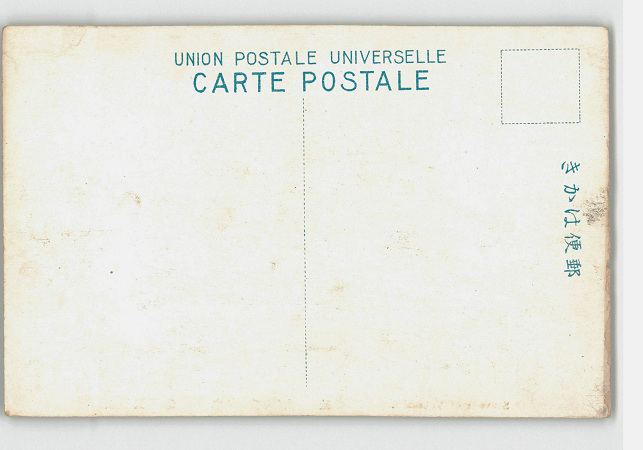 UNION POSTALE UNIVERSELLE
CARTE POSTALE
きかは便郵